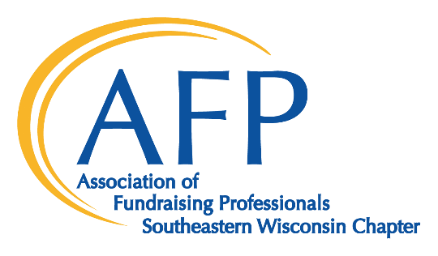 AFP
Association of
Fundraising Professionals
Southeastern Wisconsin Chapter